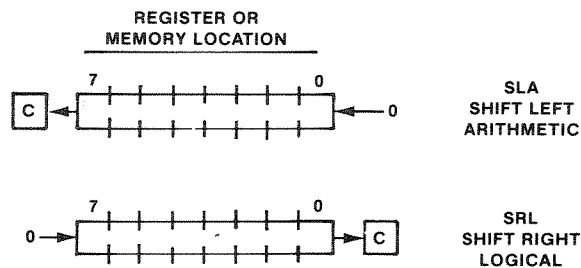 REGISTER OR
MEMORY LOCATION
7 0
C 0
SLA
SHIFT LEFT
ARITHMETIC
7 0
0 C
SRL
SHIFT RIGHT
LOGICAL